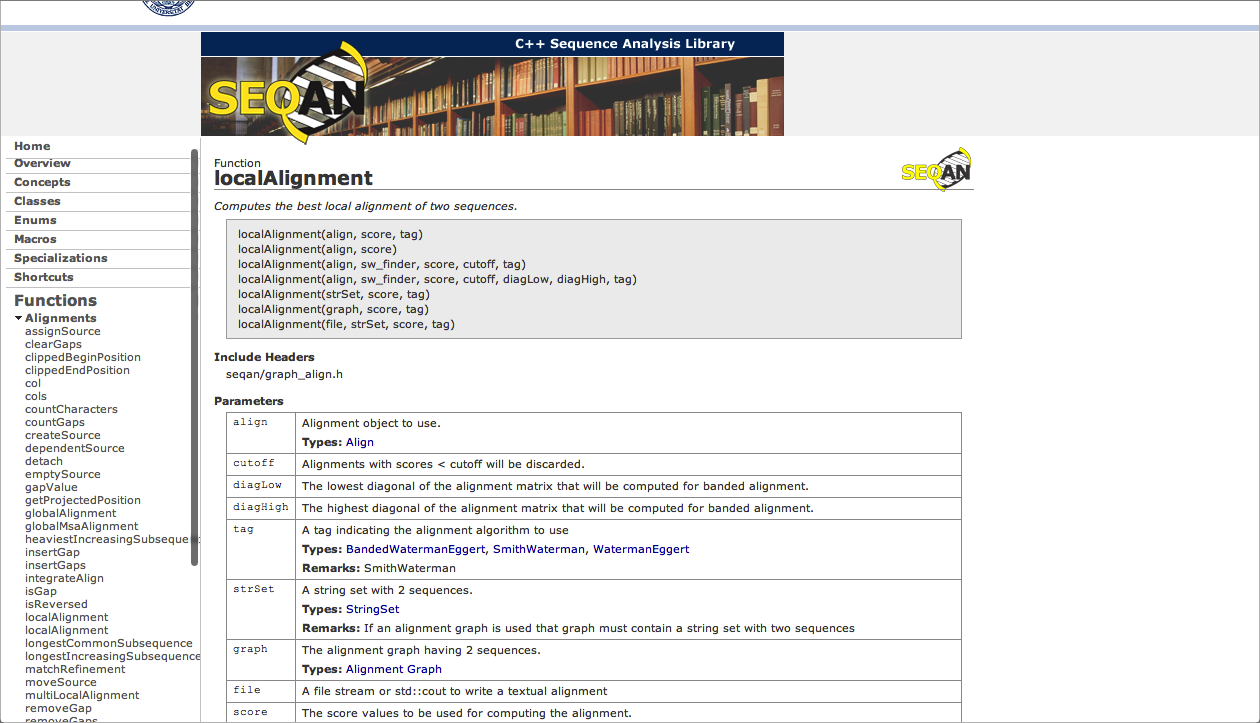 C++ Sequence Analysis Library
SEQAN
Home
Overview
Concepts
Classes
Enums
Macros
Specializations
Shortcuts
Functions
Alignments
assignSource
clearGaps
clippedBeginPosition
clippedEndPosition
col
cols
countCharacters
countGaps
createSource
dependentSource
detach
emptySource
gapValue
getProjectedPosition
globalAlignment
globalMsaAlignment
heaviestIncreasingSubseque
insertGap
insertGaps
integrateAlign
isGap
isReversed
localAlignment
localAlignment
longestCommonSubsequence
longestIncreasingSubsequence
matchRefinement
moveSource
multiLocalAlignment
removeGap
removeGaps
Function
localAlignment
SEQAN
Computes the best local alignment of two sequences.
localAlignment(align, score, tag)
localAlignment(align, score)
localAlignment(align, sw_finder, score, cutoff, tag)
localAlignment(align, sw_finder, score, cutoff, diagLow, diagHigh, tag)
localAlignment(strSet, score, tag)
localAlignment(graph, score, tag)
localAlignment(file, strSet, score, tag)
Include Headers
seqan/graph_align.h
Parameters
align Alignment object to use.
Types: Align
cutoff Alignments with scores < cutoff will be discarded.
diagLow The lowest diagonal of the alignment matrix that will be computed for banded alignment.
diagHigh The highest diagonal of the alignment matrix that will be computed for banded alignment.
tag A tag indicating the alignment algorithm to use
Types: BandedWatermanEggert, SmithWaterman, WatermanEggert
Remarks: SmithWaterman
strSet A string set with 2 sequences.
Types: StringSet
Remarks: If an alignment graph is used that graph must contain a string set with two sequences
graph The alignment graph having 2 sequences.
Types: Alignment Graph
file A file stream or std::cout to write a textual alignment
score The score values to be used for computing the alignment.